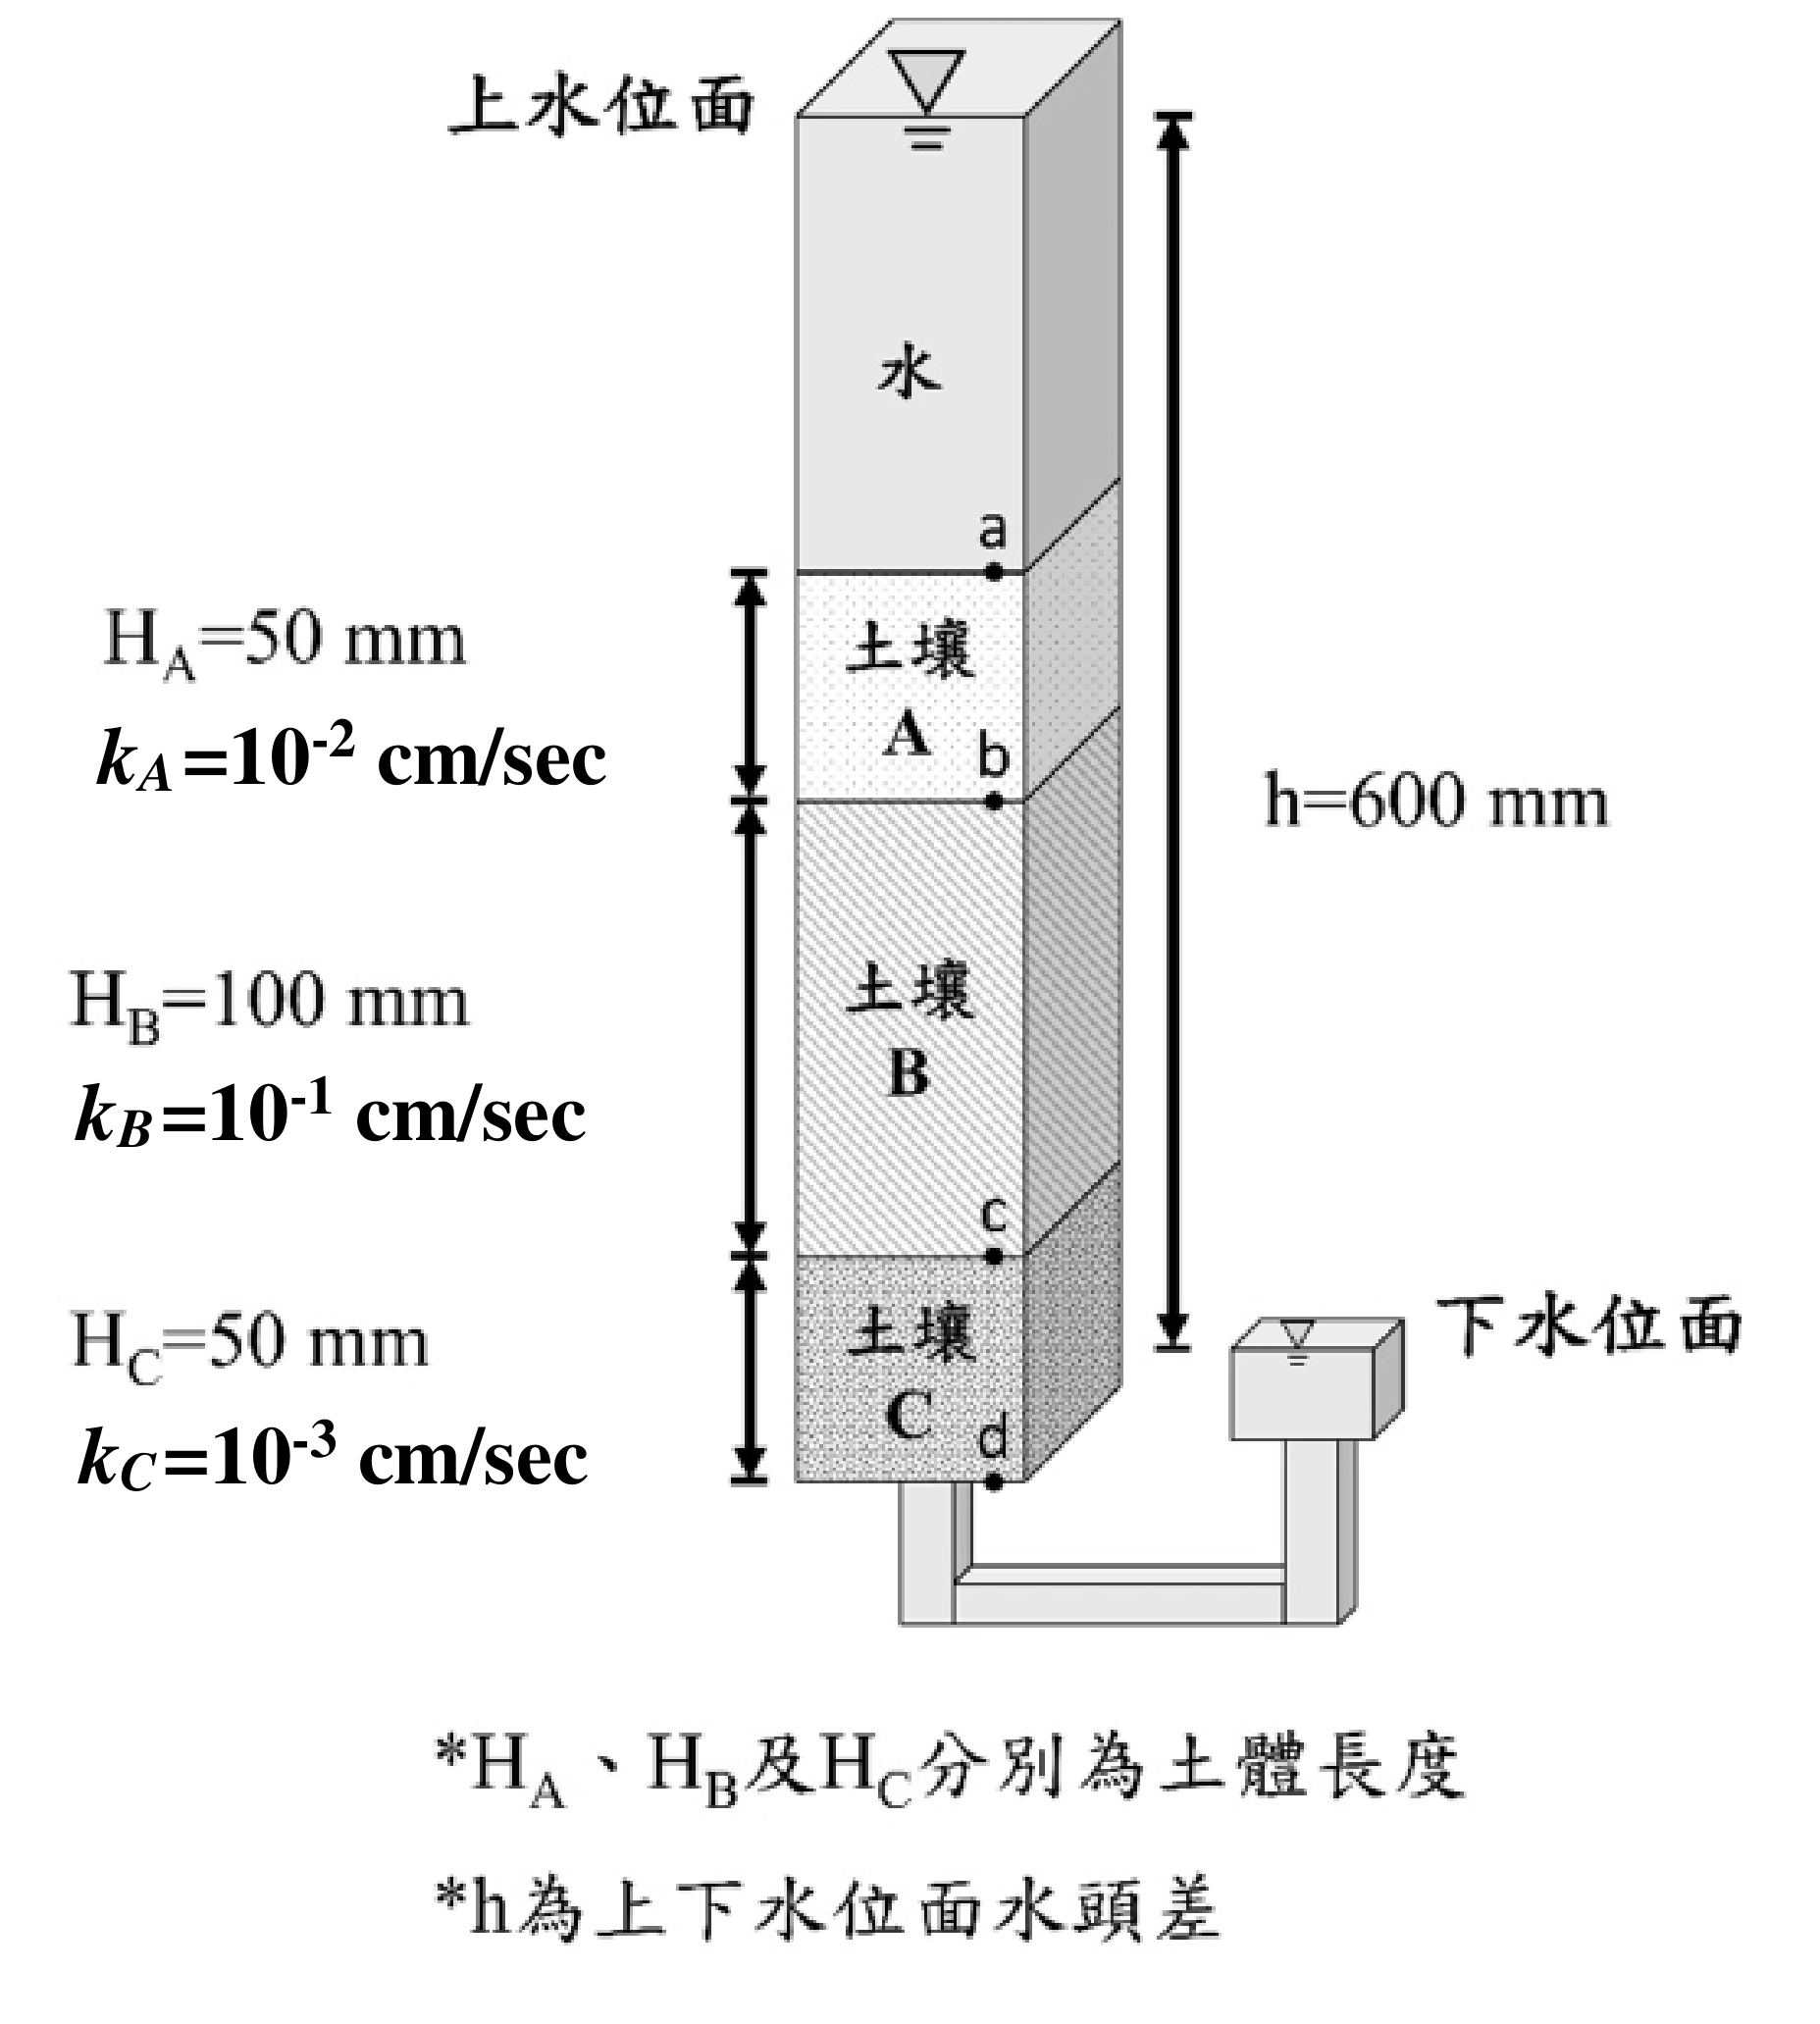 上水位面
水
a
H_A=50 mm
土壤
A
k_A=10^-2 cm/sec
b
h=600 mm
H_B=100 mm
土壤
B
k_B=10^-1 cm/sec
c
H_C=50 mm
土壤
C
下水位面
k_C=10^-3 cm/sec
d
*H_A、H_B及H_C分別為土體長度
*h為上下水位面水頭差